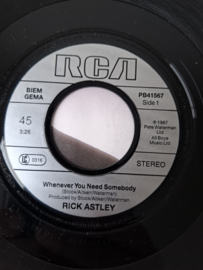 RCA
BIEM
GEMA
PB41567
Side 1
45
3:26
℗ 1987
Pete Waterman
Ltd
All Boys
Music Ltd
STEREO
Whenever You Need Somebody
(Stock/Aitken/Waterman)
Produced by Stock/Aitken/Waterman
RICK ASTLEY